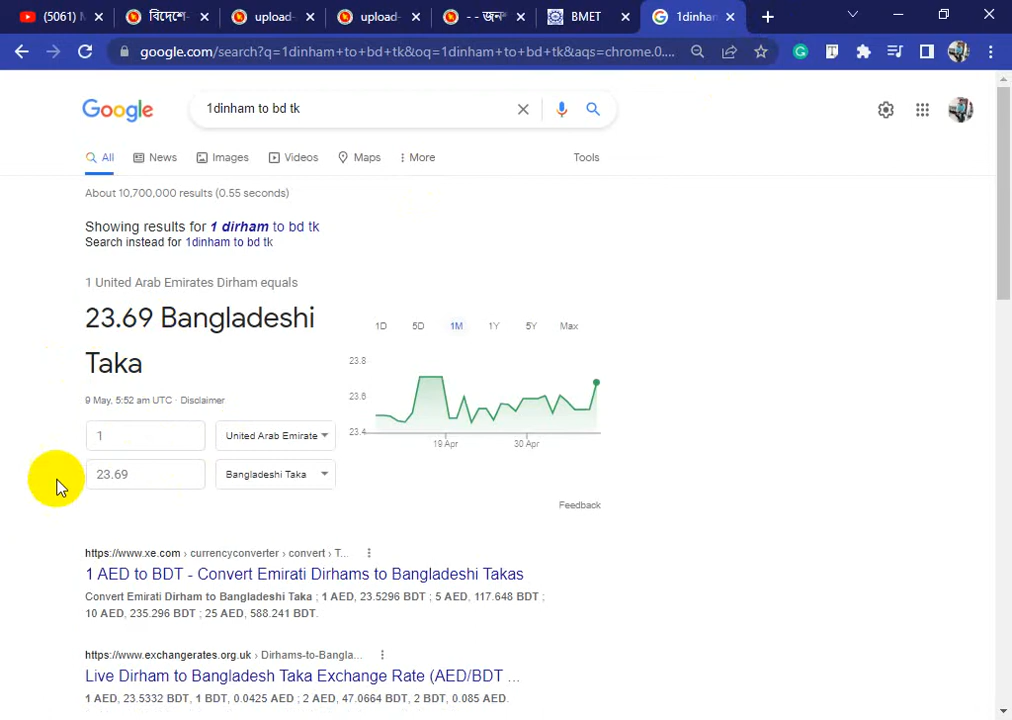 (5061) M
বিদেশে-
upload-
upload-
- - জন্ম
BMET
1dinhar
google.com/search?q=1dinham+to+bd+tk&oq=1dinham+to+bd+tk&aqs=chrome.0....
Google
1dinham to bd tk
All
News
Images
Videos
Maps
More
Tools
About 10,700,000 results (0.55 seconds)
Showing results for 1 dirham to bd tk
Search instead for 1dinham to bd tk
1 United Arab Emirates Dirham equals
23.69 Bangladeshi
Taka
9 May, 5:52 am UTC · Disclaimer
1
United Arab Emirate
23.69
Bangladeshi Taka
1D
5D
1M
1Y
5Y
Max
23.8
23.6
23.4
19 Apr
30 Apr
Feedback
https://www.xe.com › currencyconverter › convert › T...
1 AED to BDT - Convert Emirati Dirhams to Bangladeshi Takas
Convert Emirati Dirham to Bangladeshi Taka ; 1 AED, 23.5296 BDT ; 5 AED, 117.648 BDT ;
10 AED, 235.296 BDT ; 25 AED, 588.241 BDT.
https://www.exchangerates.org.uk › Dirhams-to-Bangla...
Live Dirham to Bangladesh Taka Exchange Rate (AED/BDT ...
1 AED, 23.5332 BDT, 1 BDT, 0.0425 AED ; 2 AED, 47.0664 BDT, 2 BDT, 0.085 AED.